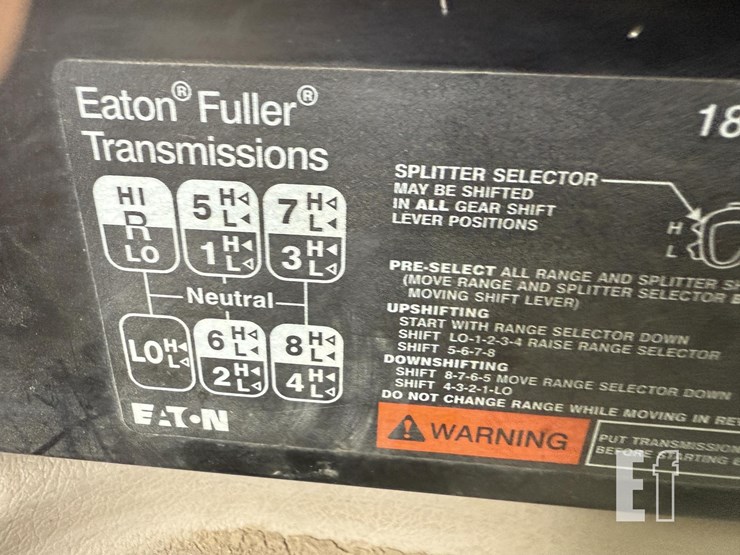 Eaton® Fuller®
Transmissions
18
HI
R
LO
5 H L
1 H L
7 H L
3 H L
Neutral
LO H L
6 H L
2 H L
8 H L
4 H L
EATON
SPLITTER SELECTOR
MAY BE SHIFTED
IN ALL GEAR SHIFT
LEVER POSITIONS
H
L
PRE-SELECT ALL RANGE AND SPLITTER
(MOVE RANGE AND SPLITTER SELECTOR
MOVING SHIFT LEVER)
UPSHIFTING
START WITH RANGE SELECTOR DOWN
SHIFT LO-1-2-3-4 RAISE RANGE SELECTOR
SHIFT 5-6-7-8
DOWNSHIFTING
SHIFT 8-7-6-5 MOVE RANGE SELECTOR DOWN
SHIFT 4-3-2-1-LO
DO NOT CHANGE RANGE WHILE MOVING IN
WARNING
PUT TRANSMISSION
BEFORE STARTING
Ef